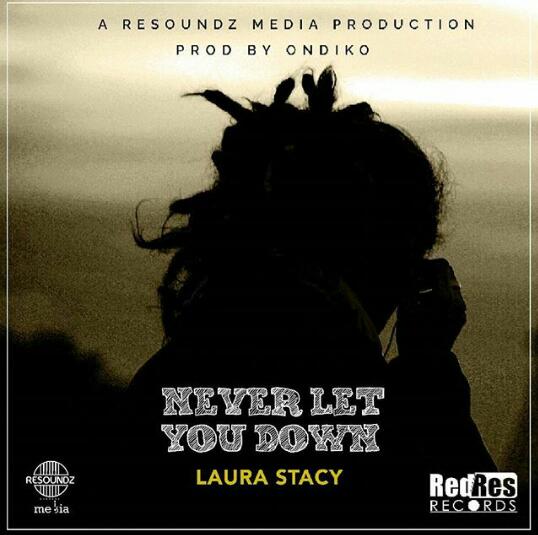 A RESOUNDZ MEDIA PRODUCTION
PROD BY ONDIKO
NEVER LET
YOU DOWN
LAURA STACY
RESOUNDZ
media
RedRes
RECORDS